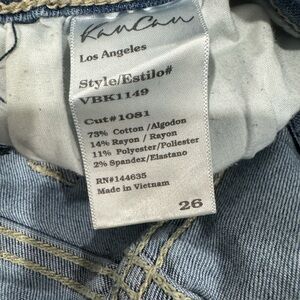 KanCan
Los Angeles
Style/Estilo#
VBK1149
Cut#1081
73% Cotton /Algodon
14% Rayon / Rayon
11% Polyester/Poliester
2% Spandex/Elastano
RN#144635
Made in Vietnam
26